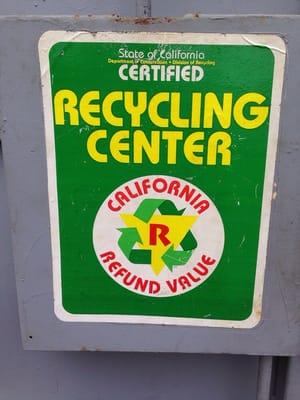 State of California
Department of Conservation • Division of Recycling
CERTIFIED
RECYCLING
CENTER
CALIFORNIA
R
REFUND VALUE